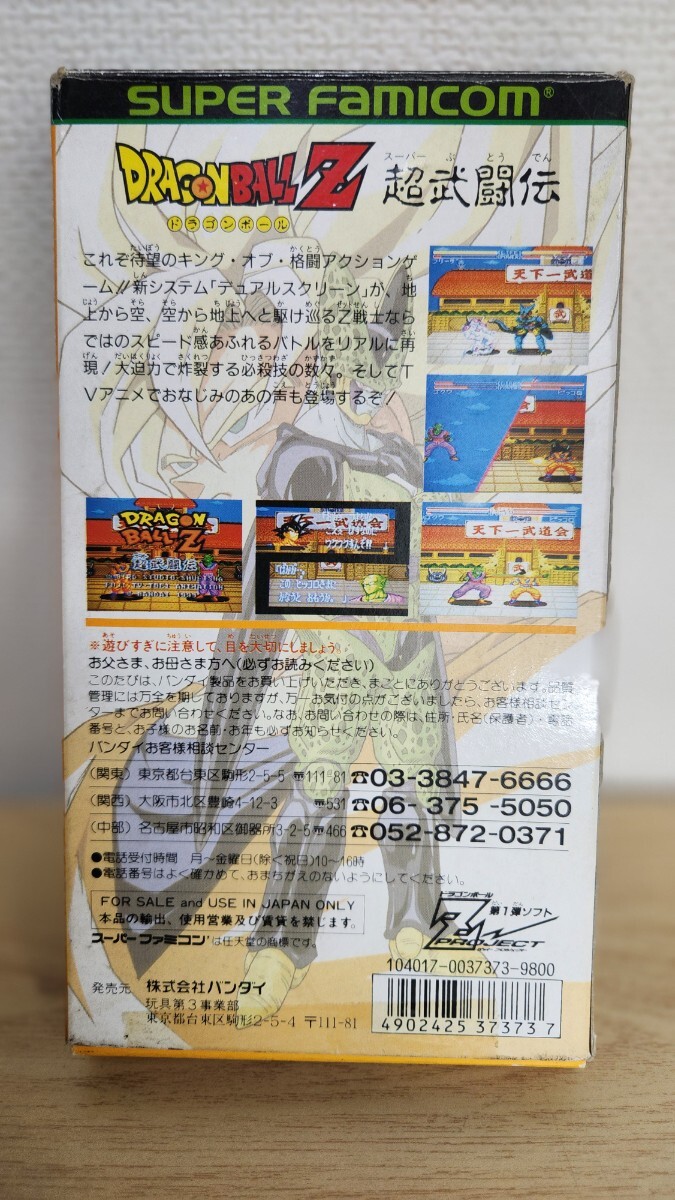 SUPER FAMICOM®
DRAGON BALL Z 超武闘伝
スーパー ぶとうでん
ドラゴンボール
これぞ待望のキング・オブ・格闘アクションゲ
ーム!!新システム「デュアルスクリーン」が、地
上から空、空から地上へと駆け巡るZ戦士なら
ではのスピード感あふれるバトルをリアルに再
現!大迫力で炸裂する必殺技の数々。そしてT
Vアニメでおなじみのあの声も登場するぞ!
天下一武道
武
DRAGON
BALL Z
超武闘伝
天下一武道会
天下一武道会
※遊びすぎに注意して、目を大切にしましょう
お父さま、お母さま方へ(必ずお読みください)
このたびは、バンダイ製品をお買い上げいただき、まことにありがとうございます。品質
管理には万全を期しておりますが、万一お気付の点がございましたら、お客様相談セン
ターまでお問い合わせください。なお、お問い合わせの際は、住所・氏名(保護者)・電話
番号と、お子様のお名前・お年も必ずお知らせください。
バンダイお客様相談センター
(関東) 東京都台東区駒形2-5-5 〒111-81 ☎03-3847-6666
(関西) 大阪市北区豊崎4-12-3 〒531 ☎06-375-5050
(中部) 名古屋市昭和区御器所3-2-5 〒466 ☎052-872-0371
●電話受付時間 月~金曜日(除く祝日)10~16時
●電話番号はよく確かめて、おまちがえのないようにしてください。
FOR SALE and USE IN JAPAN ONLY
本品の輸出、使用営業及び賃貸を禁じます。
スーパーファミコン®は任天堂の商標です。
ドラゴンボール
第1弾ソフト
PROJECT
104017-0037373-9800
発売元 株式会社バンダイ
玩具第3事業部
東京都台東区駒形2-5-4 〒111-81
4902425373737